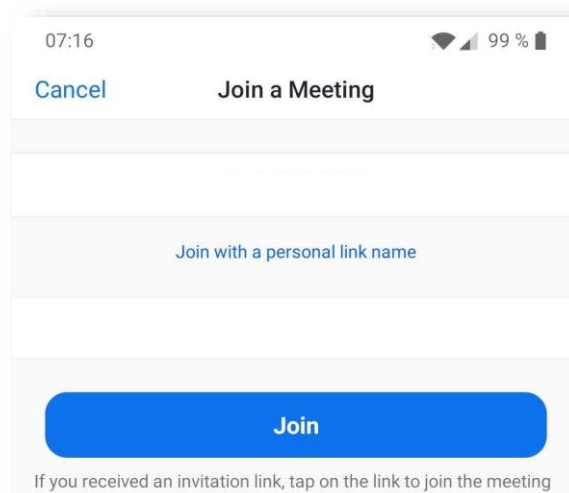 07:16 99 %
Cancel Join a Meeting
Join with a personal link name
Join
If you received an invitation link, tap on the link to join the meeting